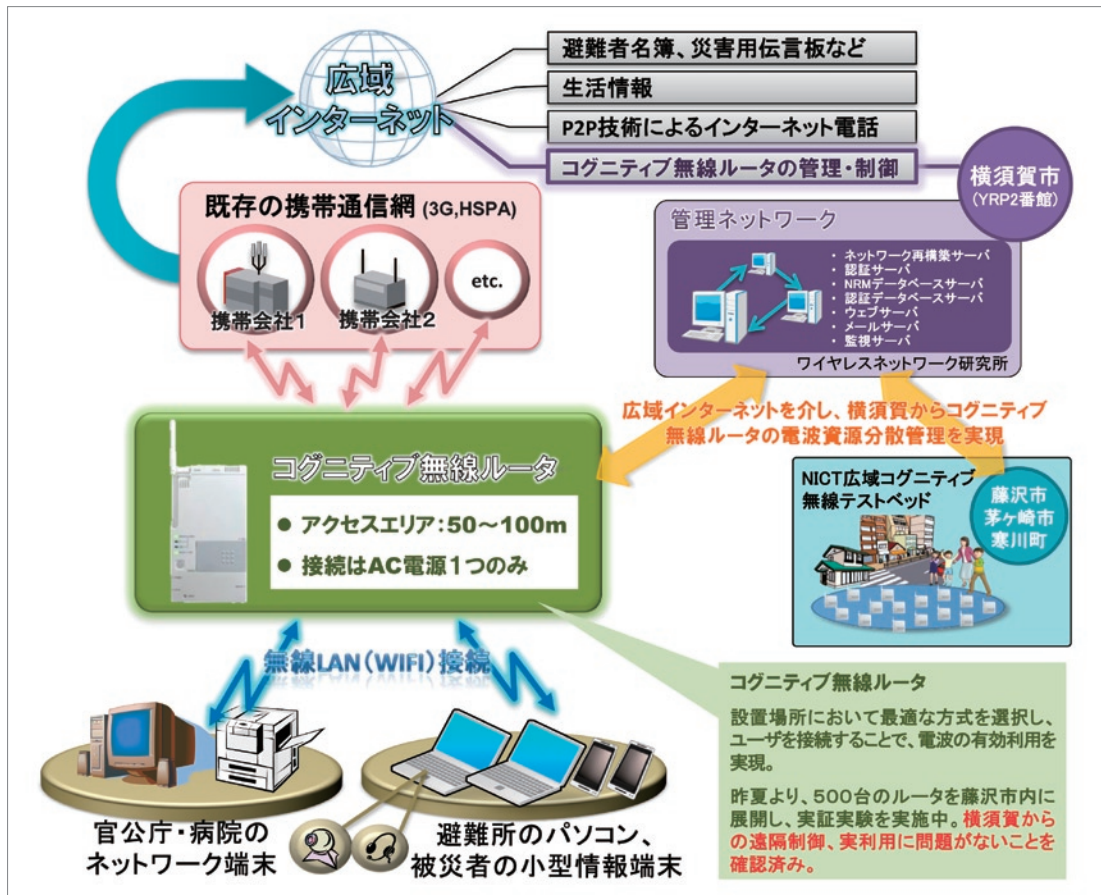 広域
インターネット
避難者名簿、災害用伝言板など
生活情報
P2P技術によるインターネット電話
コグニティブ無線ルータの管理・制御
横須賀市
(YRP2番館)
既存の携帯通信網 (3G,HSPA)
携帯会社1
携帯会社2
etc.
管理ネットワーク
・ ネットワーク再構築サーバ
・ 認証サーバ
・ NRMデータベースサーバ
・ 認証データベースサーバ
・ ウェブサーバ
・ メールサーバ
・ 監視サーバ
ワイヤレスネットワーク研究所
広域インターネットを介し、横須賀からコグニティブ
無線ルータの電波資源分散管理を実現
コグニティブ無線ルータ
● アクセスエリア:50〜100m
● 接続はAC電源1つのみ
NICT広域コグニティブ
無線テストベッド
藤沢市
茅ヶ崎市
寒川町
無線LAN(WIFI)接続
官公庁・病院の
ネットワーク端末
避難所のパソコン、
被災者の小型情報端末
コグニティブ無線ルータ
設置場所において最適な方式を選択し、
ユーザを接続することで、電波の有効利用を
実現。
昨夏より、500台のルータを藤沢市内に
展開し、実証実験を実施中。横須賀から
の遠隔制御、実利用に問題がないことを
確認済み。